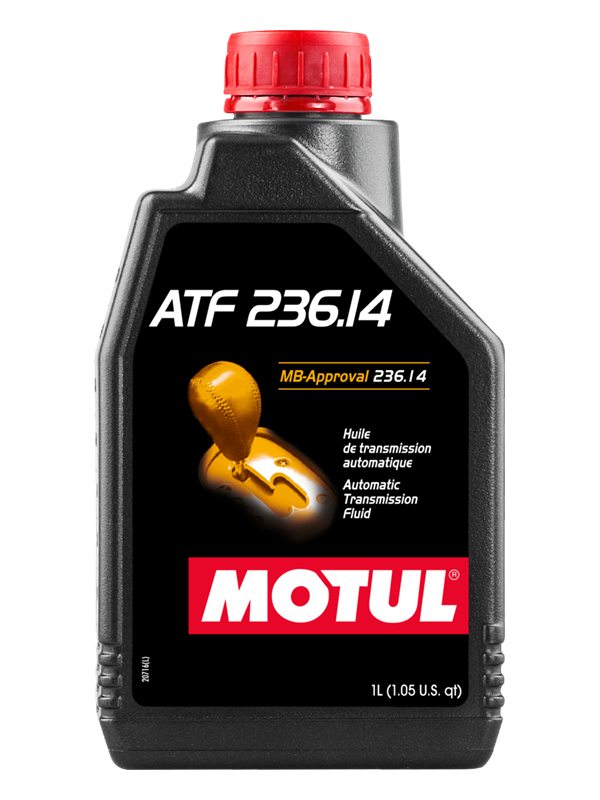 ATF 236.14
MB-Approval 236.14
Huile
de transmission
automatique
Automatic
Transmission
Fluid
MOTUL®
20716(L)
1L (1.05 U.S. qt)